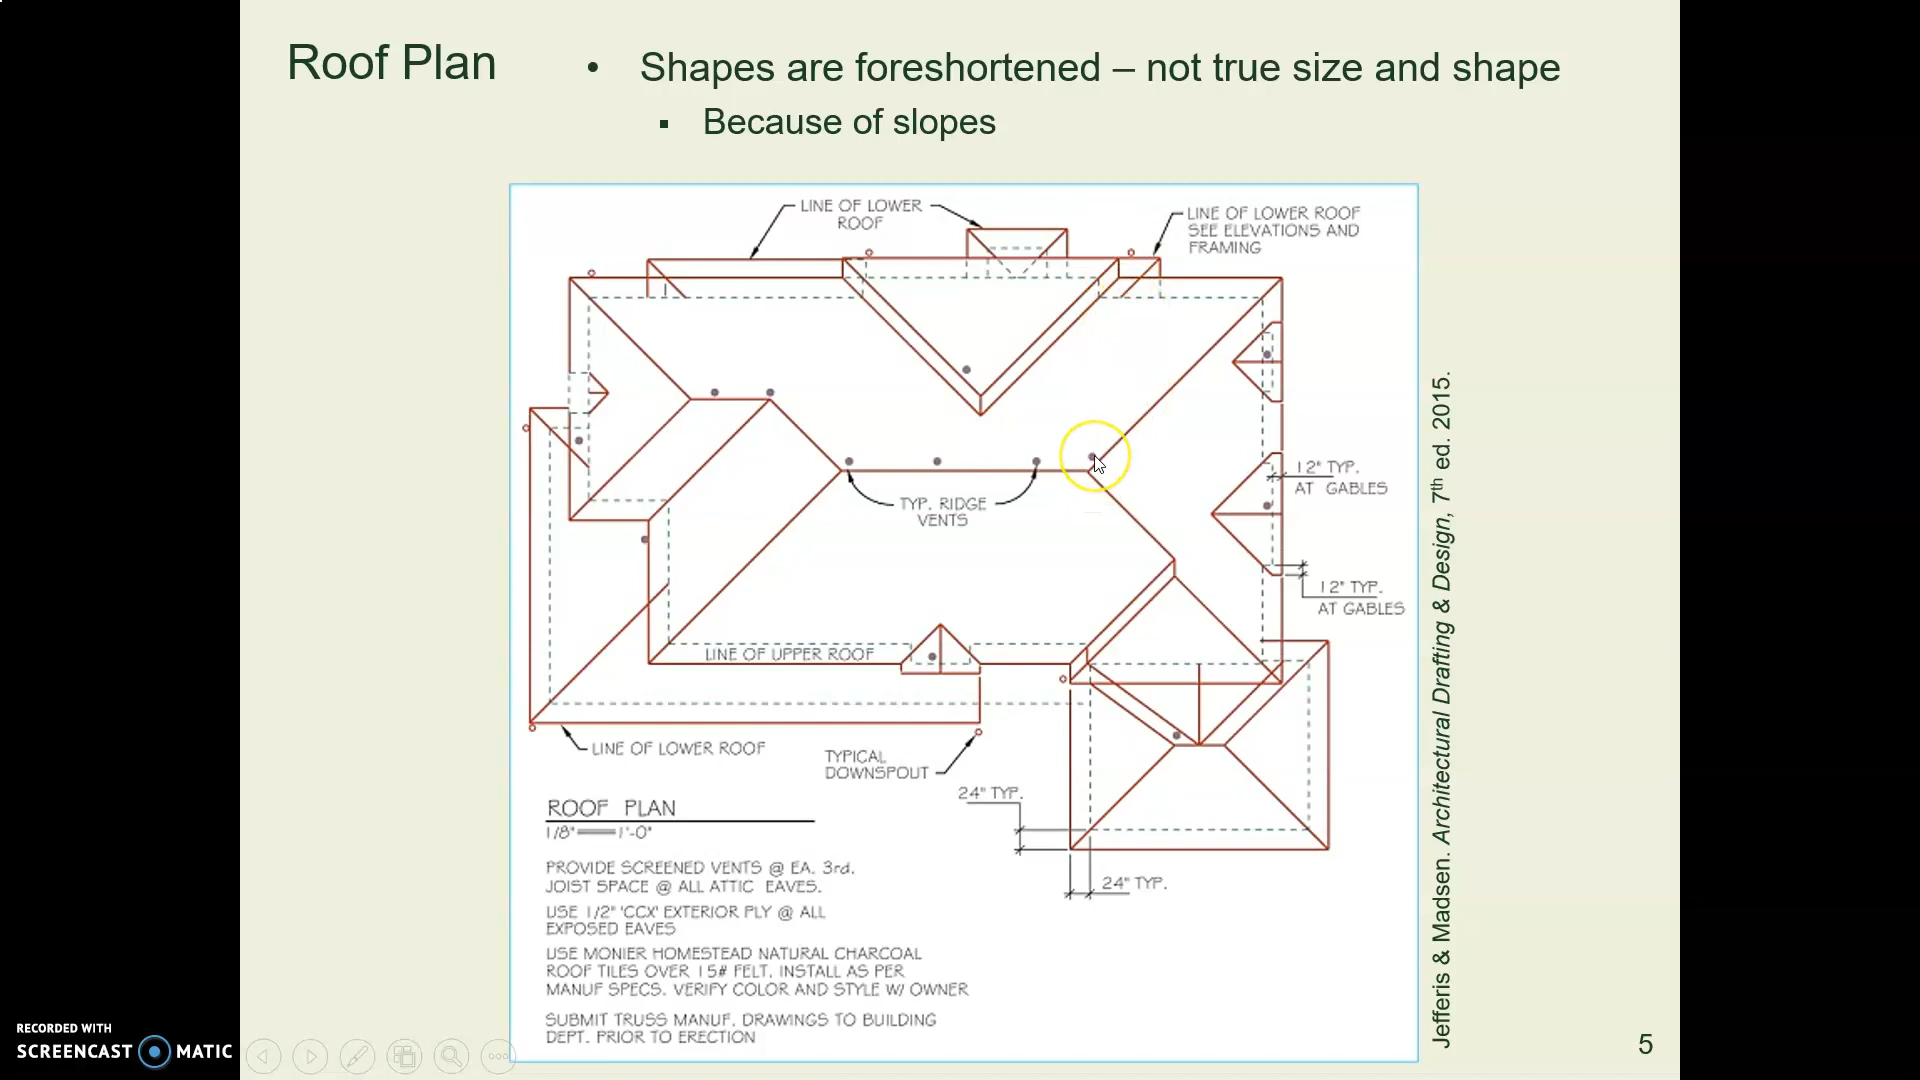 Roof Plan
• Shapes are foreshortened – not true size and shape
▪ Because of slopes
LINE OF LOWER
ROOF
LINE OF LOWER ROOF
SEE ELEVATIONS AND
FRAMING
12" TYP.
AT GABLES
TYP. RIDGE
VENTS
12" TYP.
AT GABLES
LINE OF UPPER ROOF
LINE OF LOWER ROOF
TYPICAL
DOWNSPOUT
24" TYP.
24" TYP.
ROOF PLAN
1/8"═1'-0"
PROVIDE SCREENED VENTS @ EA. 3rd.
JOIST SPACE @ ALL ATTIC EAVES.
USE 1/2" 'CCX' EXTERIOR PLY @ ALL
EXPOSED EAVES
USE MONIER HOMESTEAD NATURAL CHARCOAL
ROOF TILES OVER 15# FELT. INSTALL AS PER
MANUF SPECS. VERIFY COLOR AND STYLE W/ OWNER
SUBMIT TRUSS MANUF. DRAWINGS TO BUILDING
DEPT. PRIOR TO ERECTION
Jefferis & Madsen. Architectural Drafting & Design, 7th ed. 2015.
5
RECORDED WITH
SCREENCAST MATIC